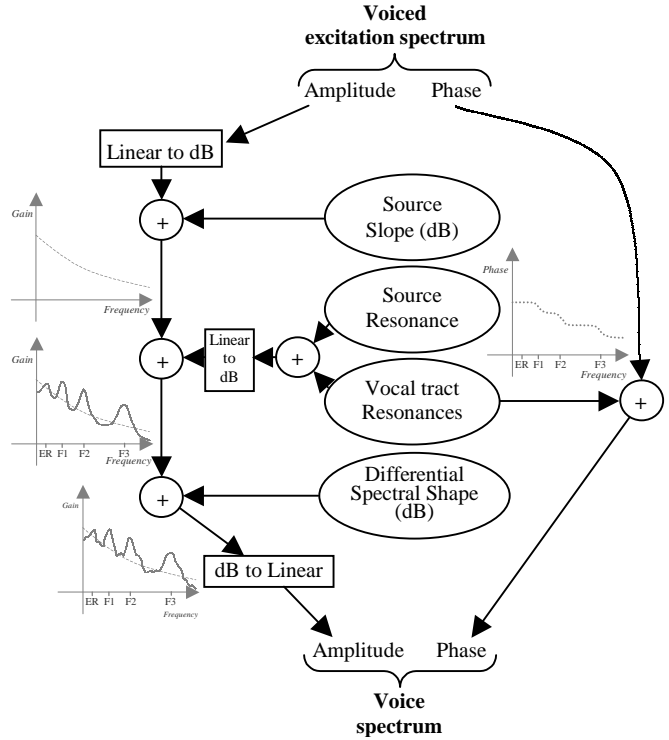 Voiced
excitation spectrum
Amplitude Phase
Linear to dB
Gain
+
Source
Slope (dB)
Frequency
Phase
ER F1 F2 F3
Frequency
Source
Resonance
Linear
to
dB
+
+
Gain
ER F1 F2 F3
Frequency
Vocal tract
Resonances
+
Differential
Spectral Shape
(dB)
+
Gain
ER F1 F2 F3
Frequency
dB to Linear
Amplitude Phase
Voice
spectrum